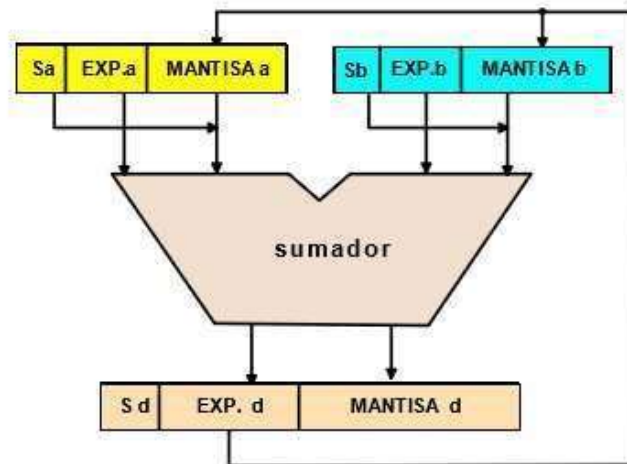 Sa EXP.a MANTISA a Sb EXP.b MANTISA b
sumador
S d EXP. d MANTISA d